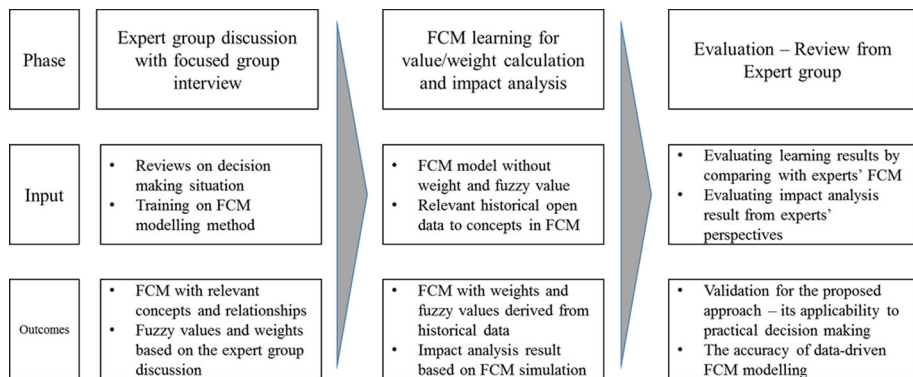 Phase
Expert group discussion
with focused group
interview
FCM learning for
value/weight calculation
and impact analysis
Evaluation – Review from
Expert group
Input
• Reviews on decision
making situation
• Training on FCM
modelling method
• FCM model without
weight and fuzzy value
• Relevant historical open
data to concepts in FCM
• Evaluating learning results by
comparing with experts' FCM
• Evaluating impact analysis
result from experts'
perspectives
Outcomes
• FCM with relevant
concepts and relationships
• Fuzzy values and weights
based on the expert group
discussion
• FCM with weights and
fuzzy values derived from
historical data
• Impact analysis result
based on FCM simulation
• Validation for the proposed
approach – its applicability to
practical decision making
• The accuracy of data-driven
FCM modelling